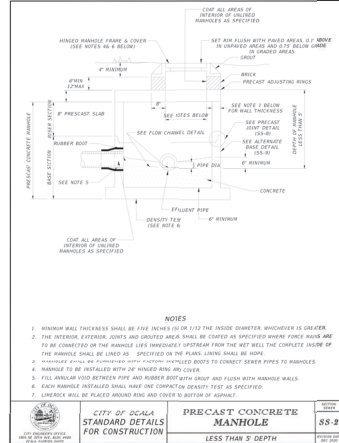 COAT ALL AREAS OF
INTERIOR OF UNLINED
MANHOLES AS SPECIFIED
HINGED MANHOLE FRAME & COVER
(SEE NOTES 4& 6 BELOW)
SET RIM FLUSH WITH PAVED AREAS, 0.2' ABOVE
IN UNPAVED AREAS AND 0.75' BELOW GRADE
IN GRADED AREAS
GROUT
4" MINIMUM
BRICK
PRECAST ADJUSTING RINGS
6"MIN
12"MAX
8"
SEE NOTE 1 BELOW
FOR WALL THICKNESS
8" PRESCAST SLAB
SEE NOTES BELOW
SEE PRECAST
JOINT DETAIL
(SS-8)
SEE FLOW CHANNEL DETAIL
SEE ALTERNATE
BASE DETAIL
(SS-9)
RUBBER BOOT
PRESCAST CONCRETE MANHOLE
RISER SECTION
BASE SECTION
DEPTH OF MANHOLE
LESS THAN 5'
PIPE DIA
6" MINIMUM
SEE NOTE 5
CONCRETE
EFFLUENT PIPE
DENSITY TEST
8" MINIMUM
COAT ALL AREAS OF
INTERIOR OF UNLINED
MANHOLES AS SPECIFIED
NOTES
1. MINIMUM WALL THICKNESS SHALL BE FIVE INCHES (5) OR 1/12 THE INSIDE DIAMETER, WHICHEVER IS GREATER.
2. THE INTERIOR, EXTERIOR, JOINTS AND GROUTED AREAS SHALL BE COATED AS SPECIFIED WHERE FORCE MAINS ARE
TO BE CONNECTED OR THE MANHOLE LIES IMMEDIATELY UPSTREAM FROM THE WET WELL THE COMPLETE INSIDE OF
THE MANHOLE SHALL BE LINED AS SPECIFIED ON THE PLANS. LINING SHALL BE HDPE.
3. MANHOLES SHALL BE FURNISHED WITH FACTORY INSTALLED BOOTS TO CONNECT SEWER PIPES TO MANHOLES.
4. MANHOLE TO BE INSTALLED WITH 24" HINGED RING AND COVER.
5. FILL ANNULAR VOID BETWEEN PIPE AND RUBBER BOOT WITH GROUT AND FLUSH WITH MANHOLE WALLS.
6. EACH MANHOLE INSTALLED SHALL HAVE ONE COMPACTION DENSITY TEST AS SPECIFIED.
7. LIMEROCK WILL BE PLACED AROUND RING AND COVER TO BOTTOM OF ASPHALT.
CITY ENGINEERS OFFICE
OCALA, FLORIDA
CITY OF OCALA
STANDARD DETAILS
FOR CONSTRUCTION
PRECAST CONCRETE
MANHOLE
LESS THAN 5' DEPTH
SECTION:
SEWER
SS-2